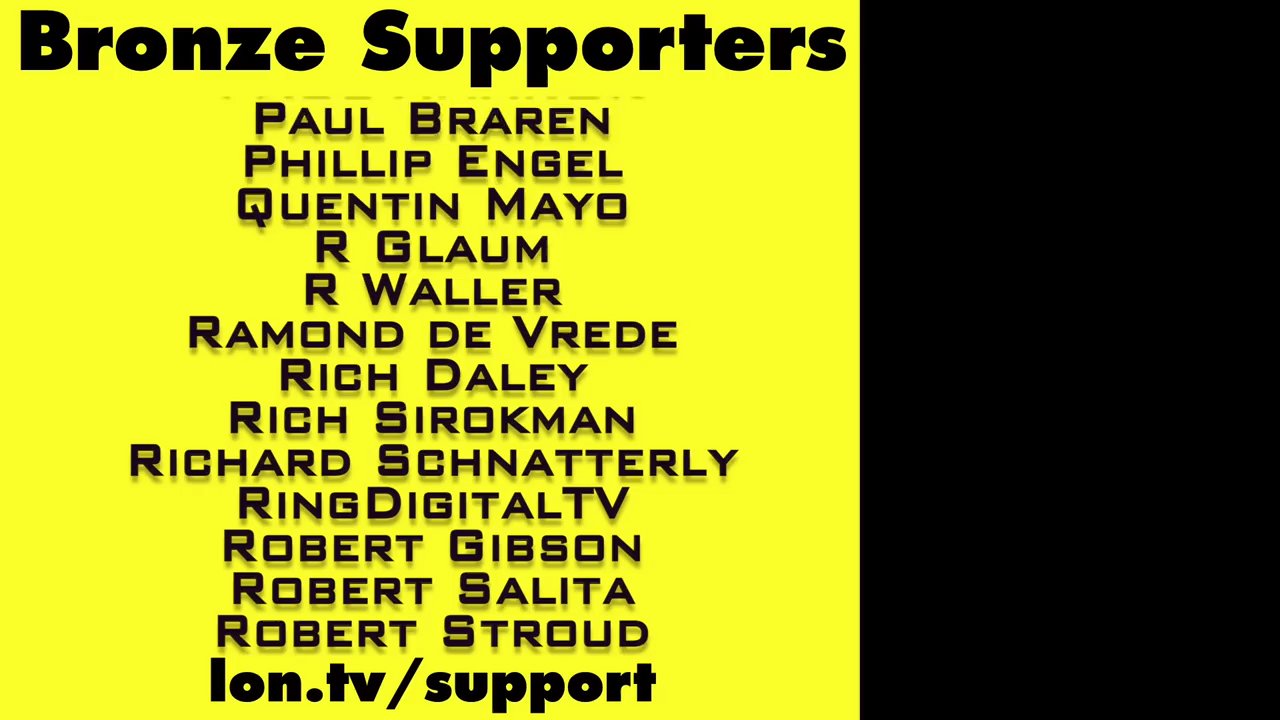 Bronze Supporters
Paul Braren
Phillip Engel
Quentin Mayo
R Glaum
R Waller
Ramond de Vrede
Rich Daley
Rich Sirokman
Richard Schnatterly
RingDigitalTV
Robert Gibson
Robert Salita
Robert Stroud
lon.tv/support